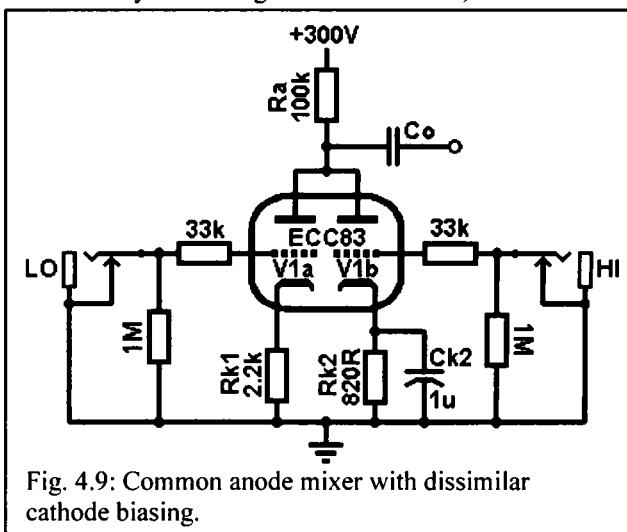 +300V
Ra
100k
Co
33k
ECC83
33k
LO
V1a
V1b
HI
1M
Rk1
2.2k
Rk2
820R
Ck2
1u
1M
Fig. 4.9: Common anode mixer with dissimilar
cathode biasing.